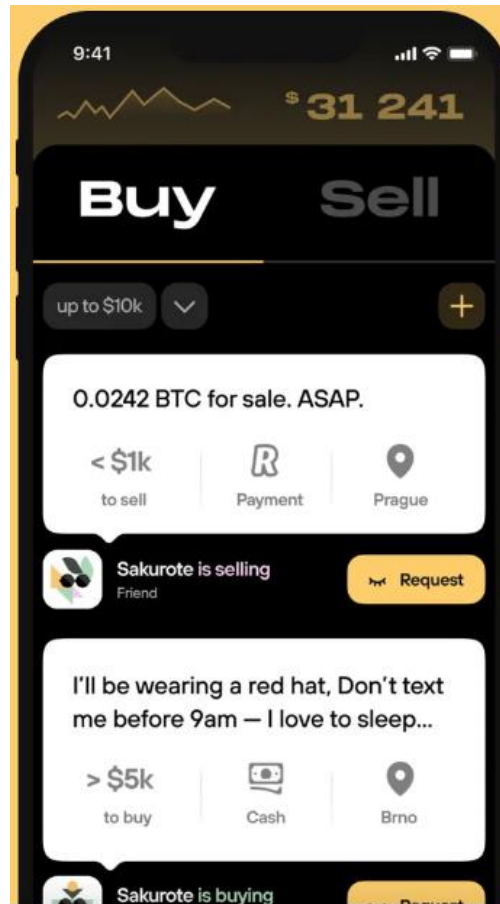 9:41
$ 31 241
Buy Sell
up to $10k
0.0242 BTC for sale. ASAP.
< $1k
to sell Payment Prague
Sakurote is selling
Friend
Request
I'll be wearing a red hat, Don't text
me before 9am – I love to sleep...
> $5k
to buy Cash Brno
Sakurote is buying
Request